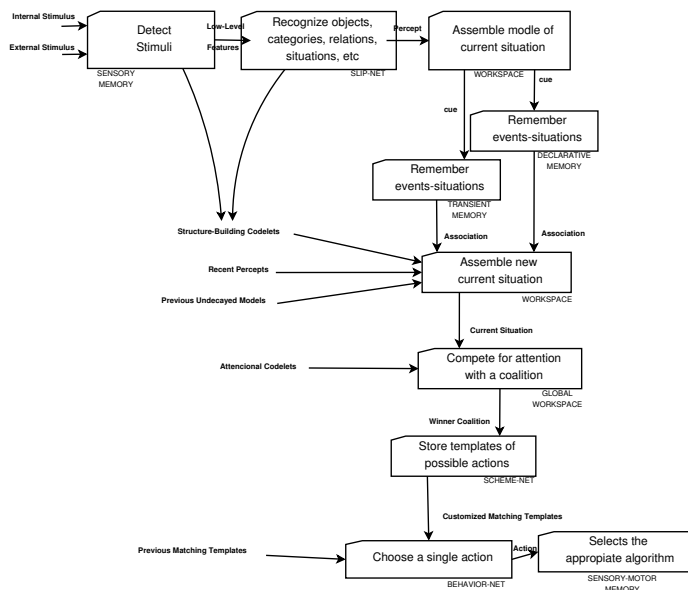 Internal Stimulus
External Stimulus
Detect
Stimuli
SENSORY
MEMORY
Low-Level
Features
Recognize objects,
categories, relations,
situations, etc
SLIP-NET
Percept
Assemble modle of
current situation
WORKSPACE
cue
cue
Remember
events-situations
DECLARATIVE
MEMORY
Remember
events-situations
TRANSIENT
MEMORY
Structure-Building Codelets
Association
Association
Recent Percepts
Previous Undecayed Models
Assemble new
current situation
WORKSPACE
Current Situation
Attencional Codelets
Compete for attention
with a coalition
GLOBAL
WORKSPACE
Winner Coalition
Store templates of
possible actions
SCHEME-NET
Customized Matching Templates
Previous Matching Templates
Choose a single action
BEHAVIOR-NET
Action
Selects the
appropiate algorithm
SENSORY-MOTOR
MEMORY